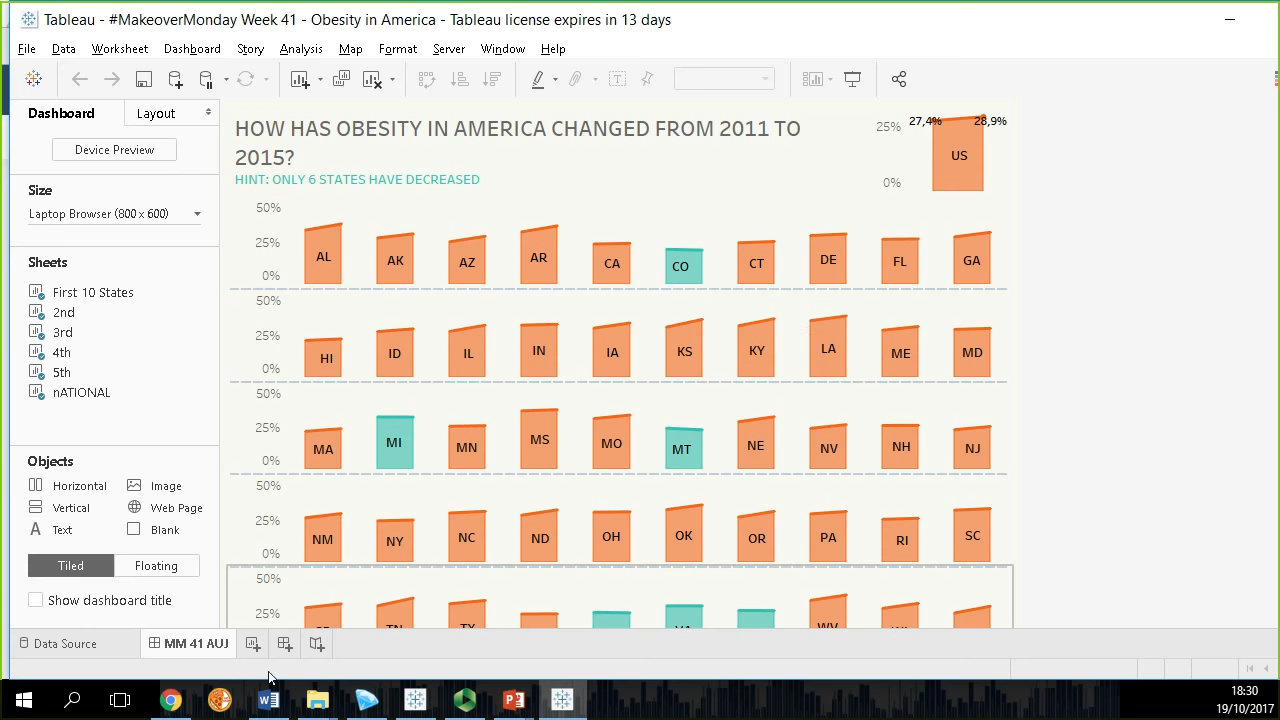 Tableau - #MakeoverMonday Week 41 - Obesity in America - Tableau license expires in 13 days
File Data Worksheet Dashboard Story Analysis Map Format Server Window Help
Dashboard Layout
Device Preview
Size
Laptop Browser (800 x 600)
Sheets
First 10 States
2nd
3rd
4th
5th
nATIONAL
Objects
Horizontal Image
Vertical Web Page
Text Blank
Tiled Floating
Show dashboard title
HOW HAS OBESITY IN AMERICA CHANGED FROM 2011 TO
2015?
HINT: ONLY 6 STATES HAVE DECREASED
25% 27,4% 28,9%
US
0%
50%
25%
AL AK AZ AR CA CO CT DE FL GA
0%
50%
25%
HI ID IL IN IA KS KY LA ME MD
0%
50%
25%
MA MI MN MS MO MT NE NV NH NJ
0%
50%
25%
NM NY NC ND OH OK OR PA RI SC
0%
50%
25%
TN TX VA WV
Data Source MM 41 AUJ
18:30
19/10/2017